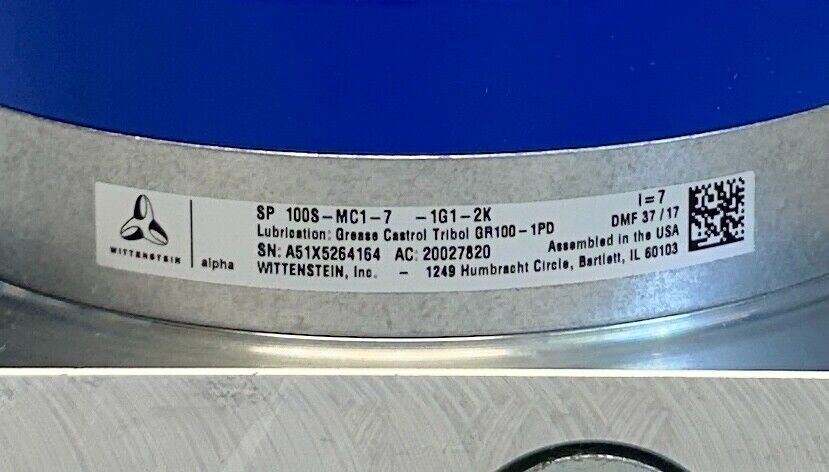 WITTENSTEIN
alpha
SP 100S-MC1-7 -1G1-2K i=7
Lubrication: Grease Castrol Tribol GR100-1PD DMF 37/17
SN: A51X5264164 AC: 20027820 Assembled in the USA
WITTENSTEIN, Inc. - 1249 Humbracht Circle, Bartlett, IL 60103